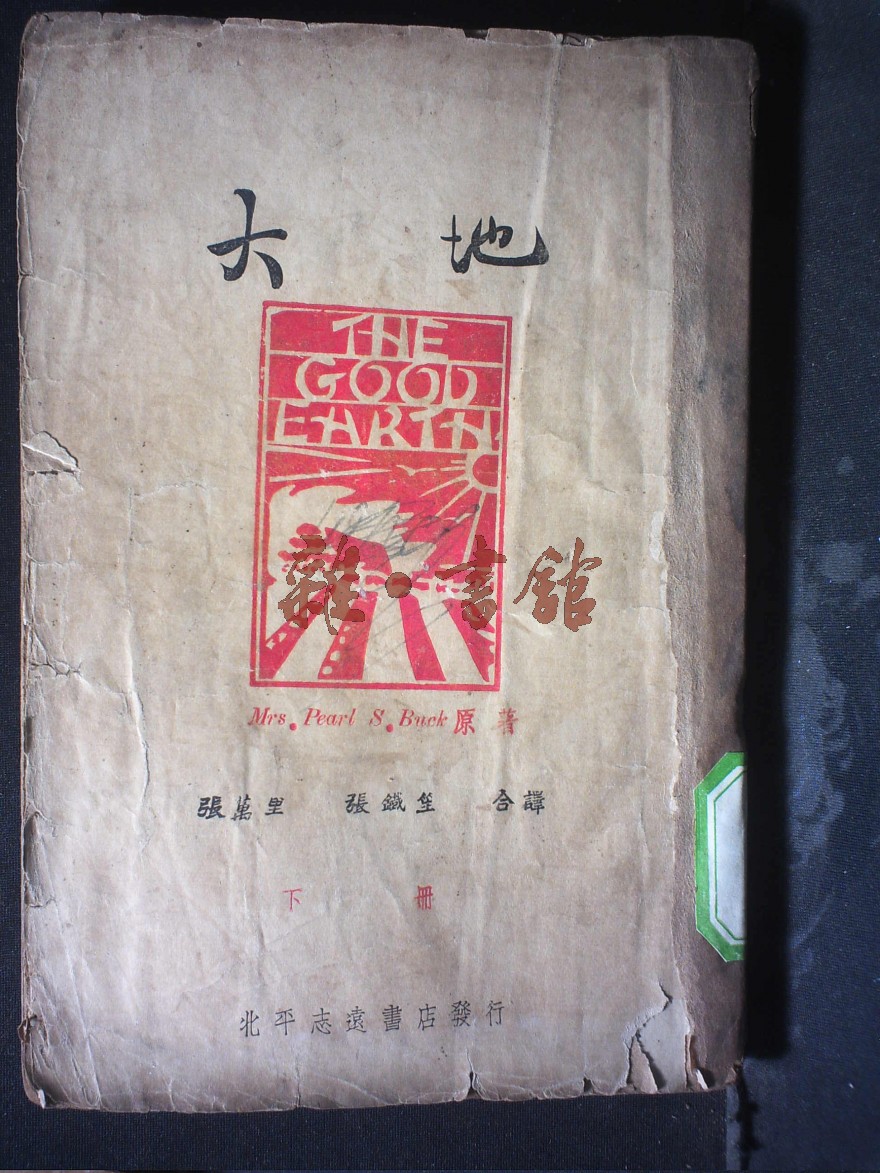 大 地
THE
GOOD
EARTH
雜·書館
Mrs. Pearl S. Buck 原 著
張萬里 張鐵笙 合譯
下 冊
北平志遠書店發行